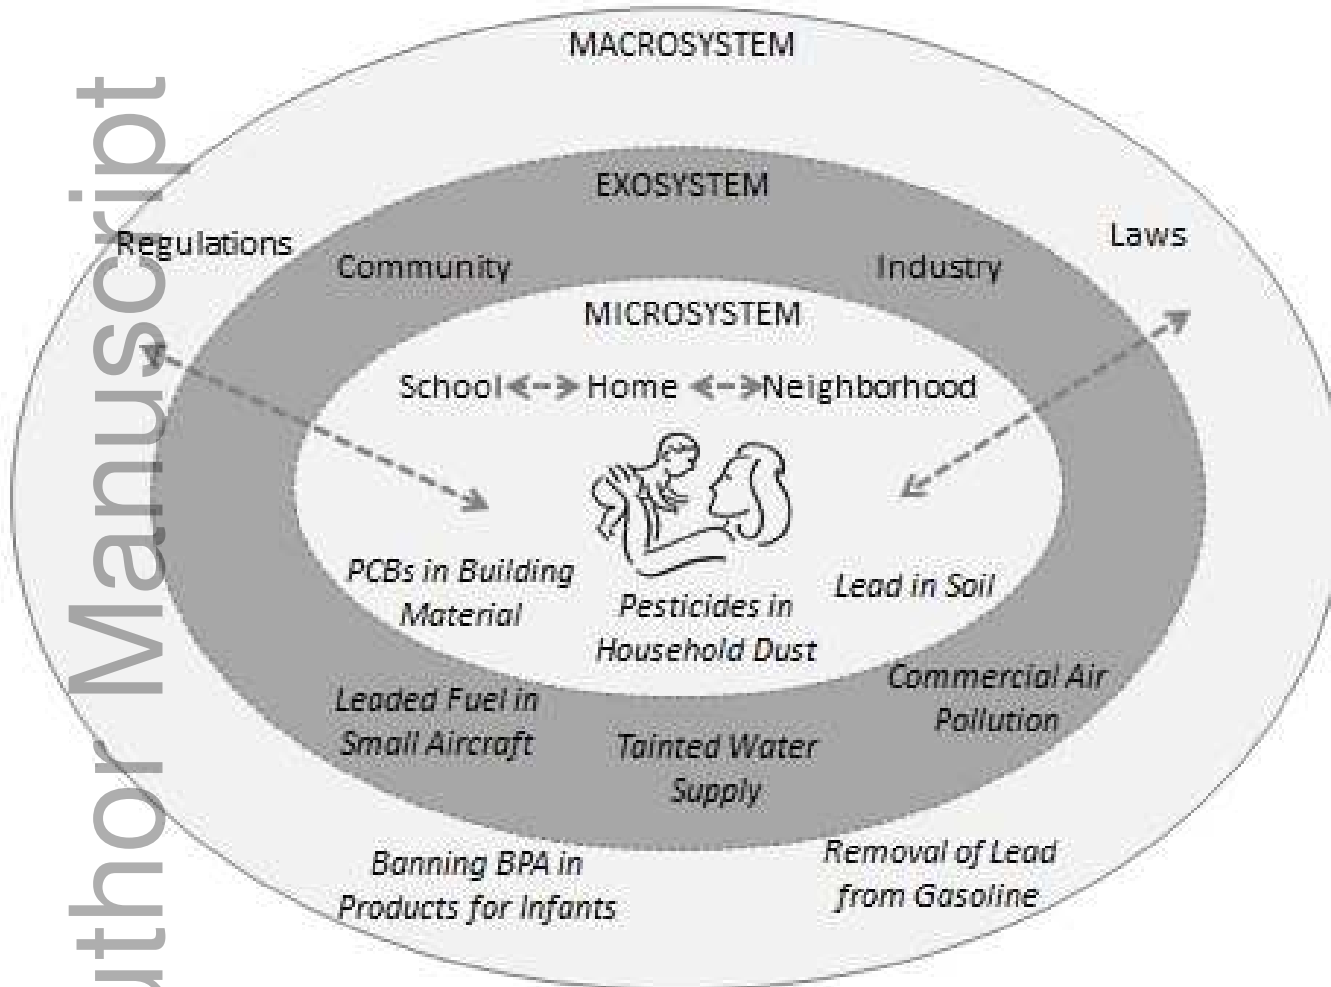 MACROSYSTEM
EXOSYSTEM
Regulations
Laws
Community
Industry
MICROSYSTEM
School Home Neighborhood
PCBs in Building
Material
Pesticides in
Household Dust
Lead in Soil
Leaded Fuel in
Small Aircraft
Tainted Water
Supply
Commercial Air
Pollution
Banning BPA in
Products for Infants
Removal of Lead
from Gasoline
uthor Manuscript